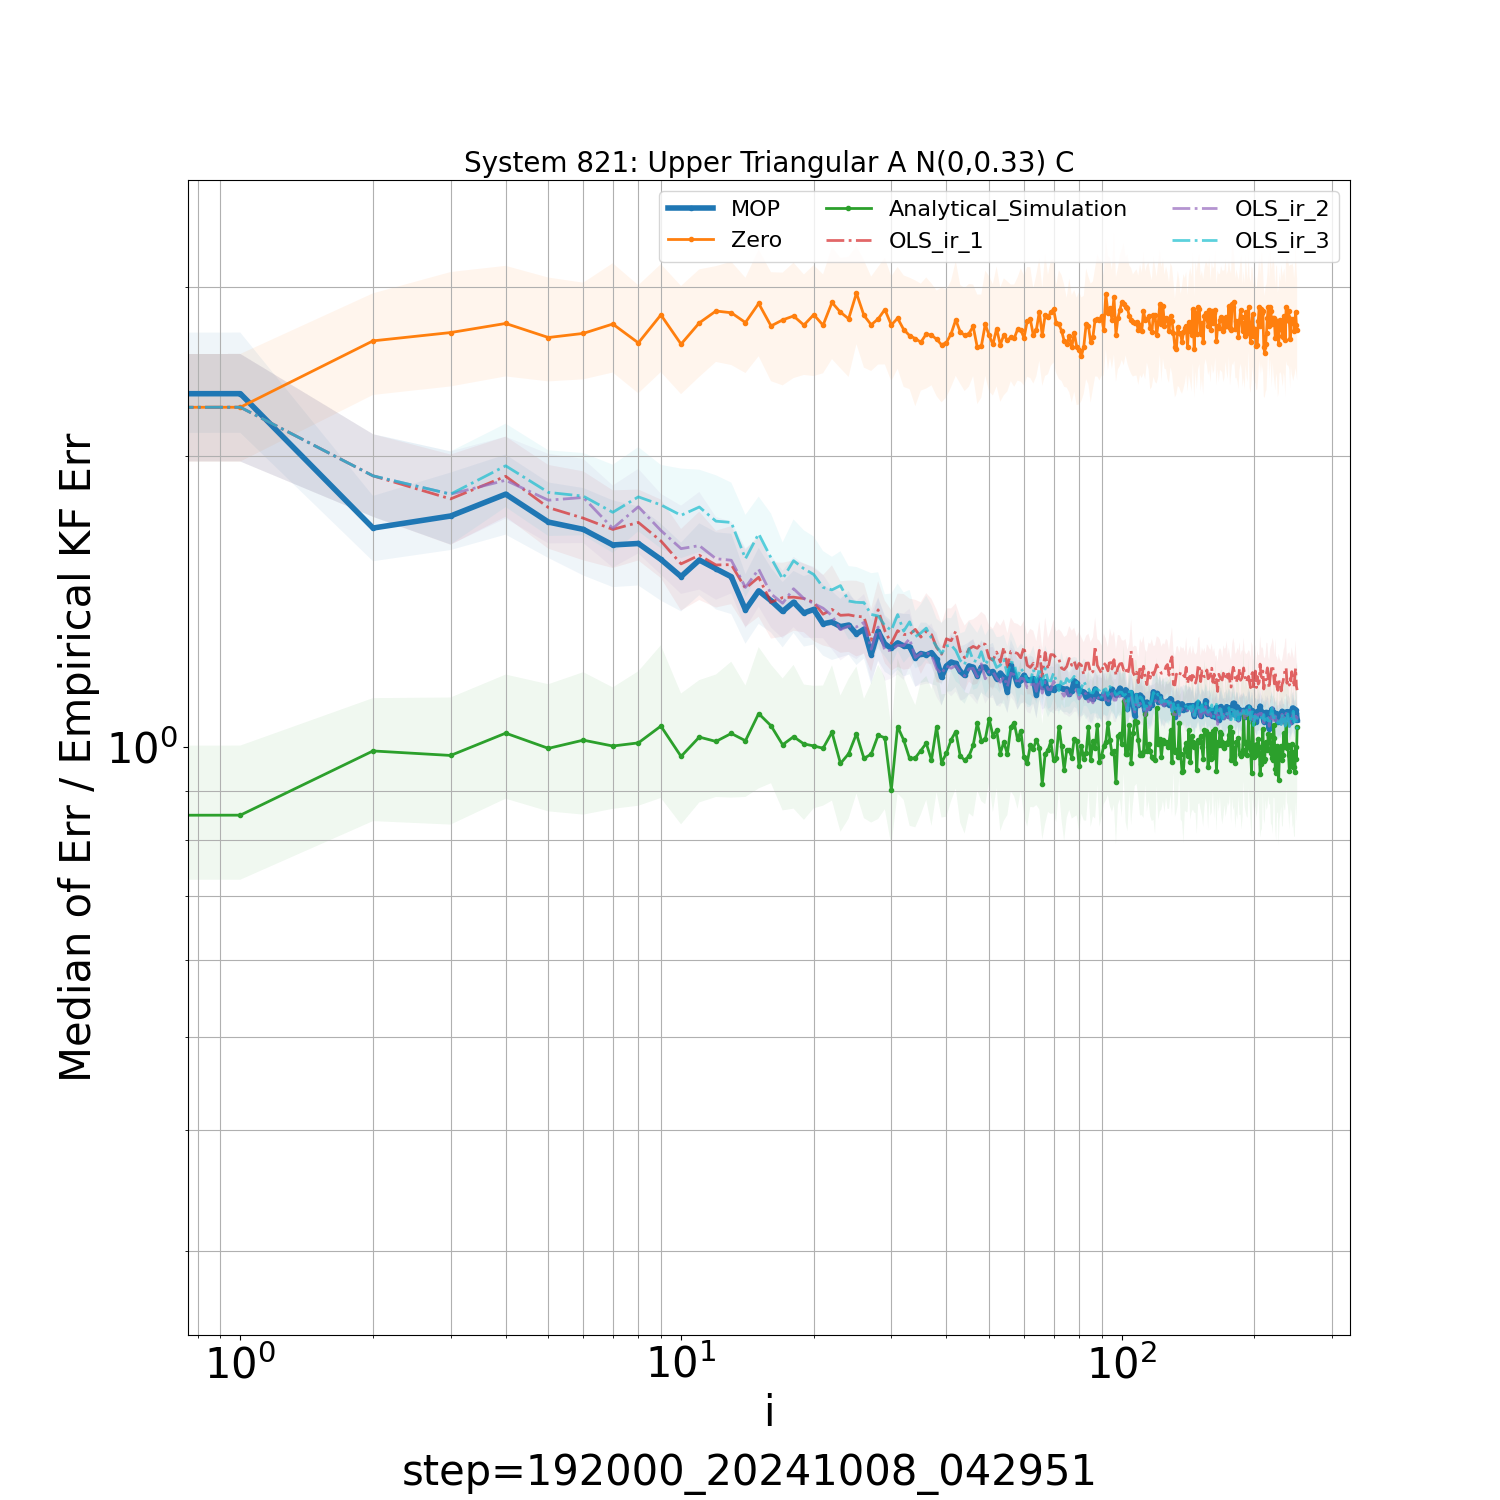 System 821: Upper Triangular A N(0,0.33) C
MOP
Zero
Analytical_Simulation
OLS_ir_1
OLS_ir_2
OLS_ir_3
Median of Err / Empirical KF Err
10⁰
10⁰ 10¹ 10²
i
step=192000_20241008_042951